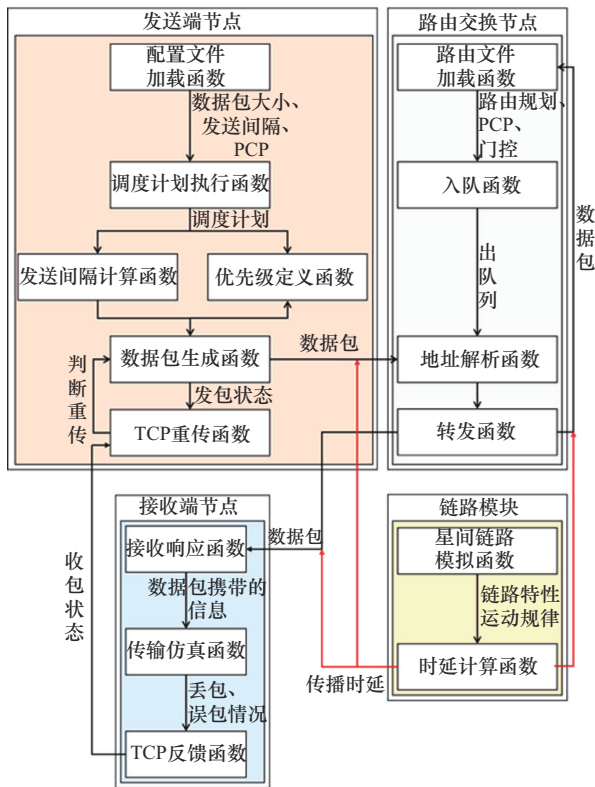 发送端节点
配置文件
加载函数
数据包大小、
发送间隔、
PCP
调度计划执行函数
调度计划
发送间隔计算函数
优先级定义函数
数据包生成函数
数据包
判断重传
发包状态
TCP重传函数
路由交换节点
路由文件
加载函数
路由规划、
PCP、
门控
入队函数
出队列
地址解析函数
转发函数
数据包
接收端节点
接收响应函数
数据包
数据包携带的
信息
传输仿真函数
丢包、
误包情况
TCP反馈函数
收包状态
链路模块
星间链路
模拟函数
链路特性
运动规律
时延计算函数
传播时延